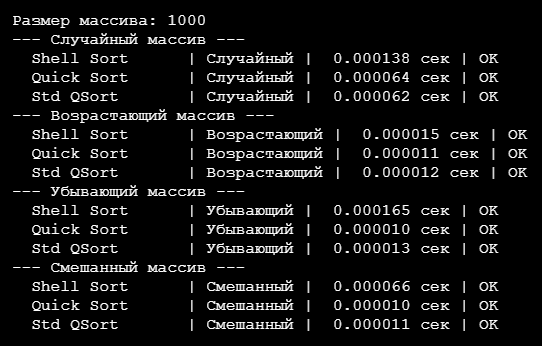 Размер массива: 1000
--- Случайный массив ---
  Shell Sort      | Случайный |  0.000138 сек | OK
  Quick Sort      | Случайный |  0.000064 сек | OK
  Std QSort       | Случайный |  0.000062 сек | OK
--- Возрастающий массив ---
  Shell Sort      | Возрастающий |  0.000015 сек | OK
  Quick Sort      | Возрастающий |  0.000011 сек | OK
  Std QSort       | Возрастающий |  0.000012 сек | OK
--- Убывающий массив ---
  Shell Sort      | Убывающий |  0.000165 сек | OK
  Quick Sort      | Убывающий |  0.000010 сек | OK
  Std QSort       | Убывающий |  0.000013 сек | OK
--- Смешанный массив ---
  Shell Sort      | Смешанный |  0.000066 сек | OK
  Quick Sort      | Смешанный |  0.000010 сек | OK
  Std QSort       | Смешанный |  0.000011 сек | OK